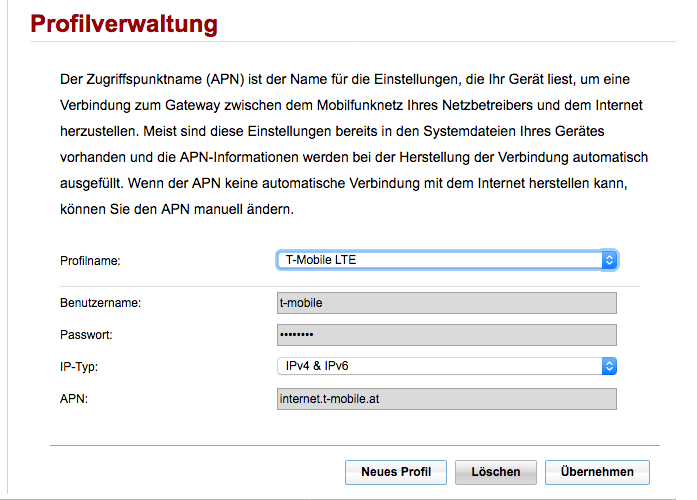 Profilverwaltung
Der Zugriffspunktname (APN) ist der Name für die Einstellungen, die Ihr Gerät liest, um eine
Verbindung zum Gateway zwischen dem Mobilfunknetz Ihres Netzbetreibers und dem Internet
herzustellen. Meist sind diese Einstellungen bereits in den Systemdateien Ihres Gerätes
vorhanden und die APN-Informationen werden bei der Herstellung der Verbindung automatisch
ausgefüllt. Wenn der APN keine automatische Verbindung mit dem Internet herstellen kann,
können Sie den APN manuell ändern.
Profilname: T-Mobile LTE
Benutzername: t-mobile
Passwort: ••••••••
IP-Typ: IPv4 & IPv6
APN: internet.t-mobile.at
Neues Profil Löschen Übernehmen